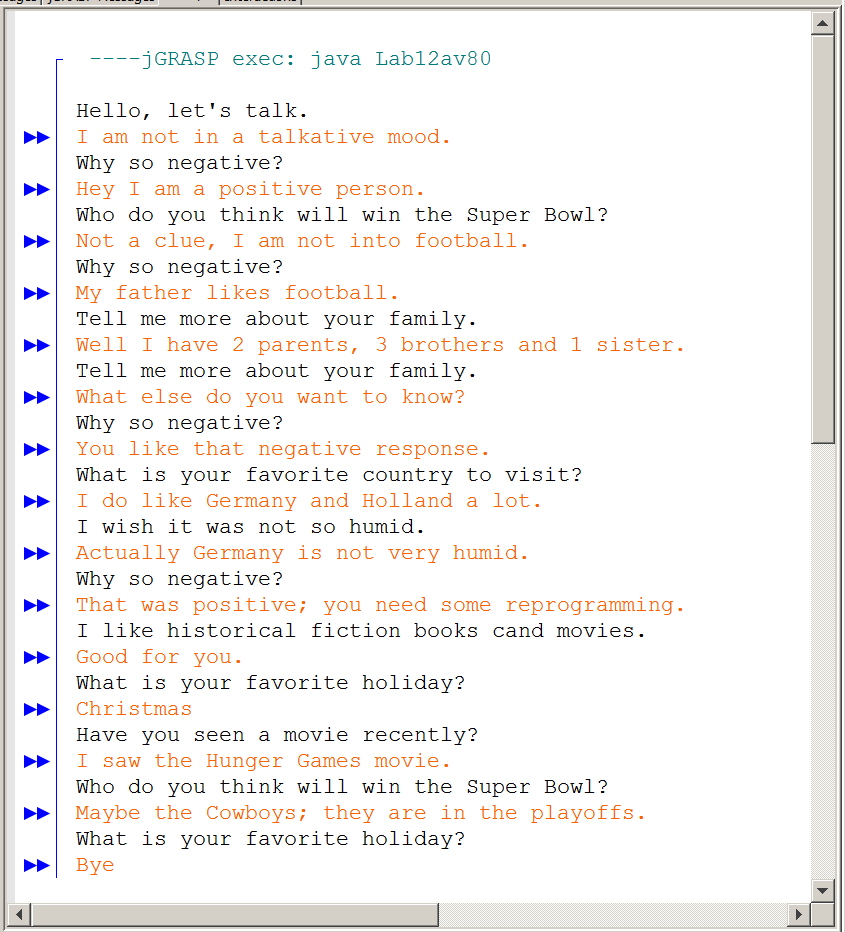 ----jGRASP exec: java Lab12av80
Hello, let's talk.
I am not in a talkative mood.
Why so negative?
Hey I am a positive person.
Who do you think will win the Super Bowl?
Not a clue, I am not into football.
Why so negative?
My father likes football.
Tell me more about your family.
Well I have 2 parents, 3 brothers and 1 sister.
Tell me more about your family.
What else do you want to know?
Why so negative?
You like that negative response.
What is your favorite country to visit?
I do like Germany and Holland a lot.
I wish it was not so humid.
Actually Germany is not very humid.
Why so negative?
That was positive; you need some reprogramming.
I like historical fiction books cand movies.
Good for you.
What is your favorite holiday?
Christmas
Have you seen a movie recently?
I saw the Hunger Games movie.
Who do you think will win the Super Bowl?
Maybe the Cowboys; they are in the playoffs.
What is your favorite holiday?
Bye